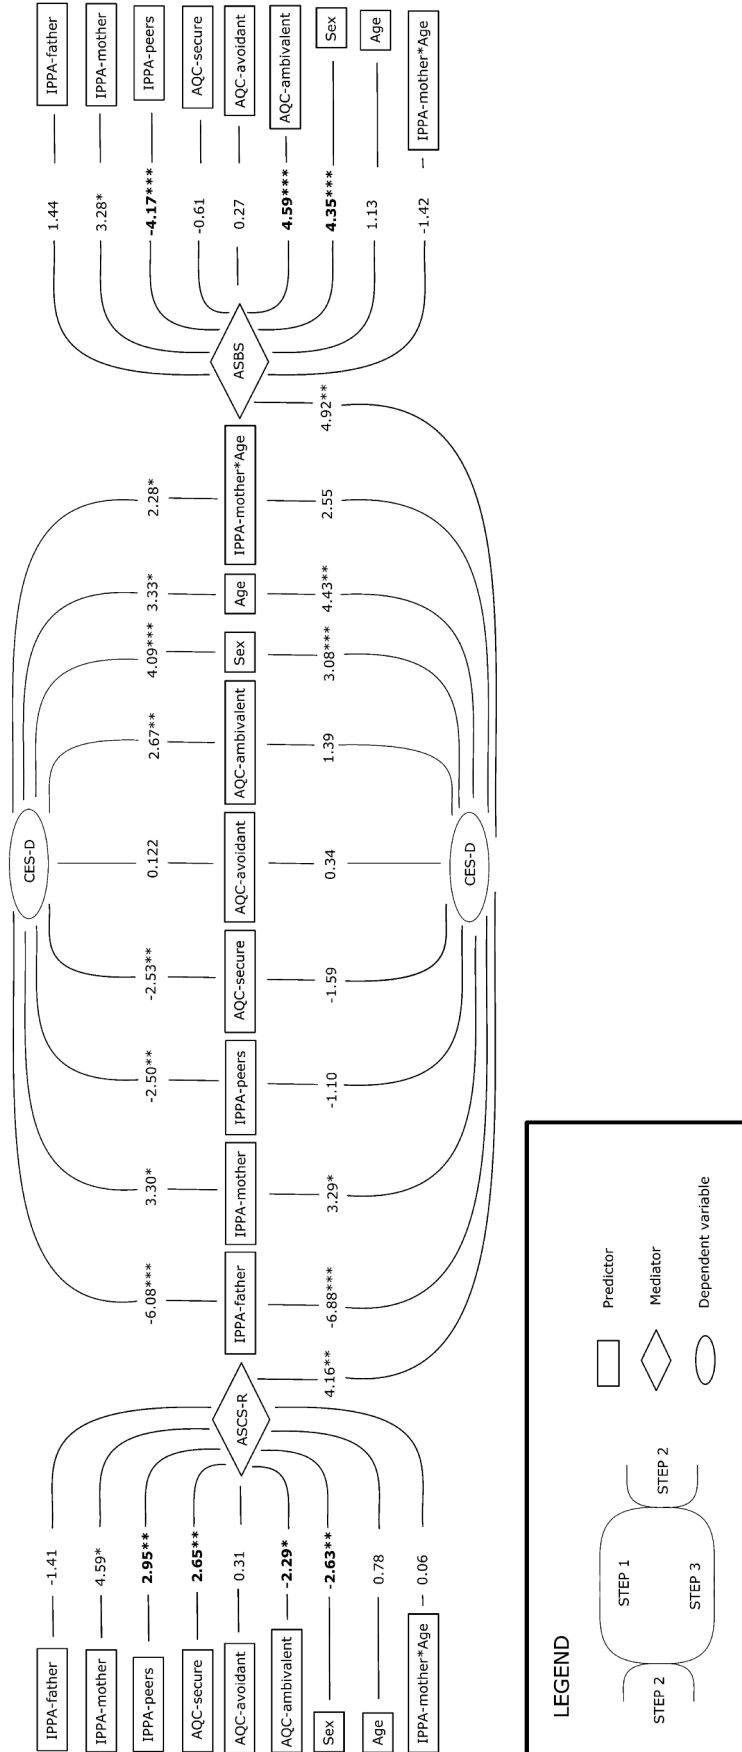 IPPA-father
-1.41
IPPA-mother
4.59*
IPPA-peers
2.95**
AQC-secure
2.65**
AQC-avoidant
0.31
AQC-ambivalent
-2.29*
Sex
-2.63**
Age
0.78
IPPA-mother*Age
0.06
ASCS-R
4.16**
CES-D
-6.08***
3.30*
-2.50**
-2.53**
0.122
2.67**
4.09***
3.33*
2.28*
IPPA-father
IPPA-mother
IPPA-peers
AQC-secure
AQC-avoidant
AQC-ambivalent
Sex
Age
IPPA-mother*Age
-6.88***
3.29*
-1.10
-1.59
0.34
1.39
3.08***
4.43**
2.55
CES-D
ASBS
4.92**
1.44
IPPA-father
3.28*
IPPA-mother
-4.17***
IPPA-peers
-0.61
AQC-secure
0.27
AQC-avoidant
4.59***
AQC-ambivalent
4.35***
Sex
1.13
Age
-1.42
IPPA-mother*Age
LEGEND
STEP 1
STEP 2
STEP 2
STEP 3
Predictor
Mediator
Dependent variable